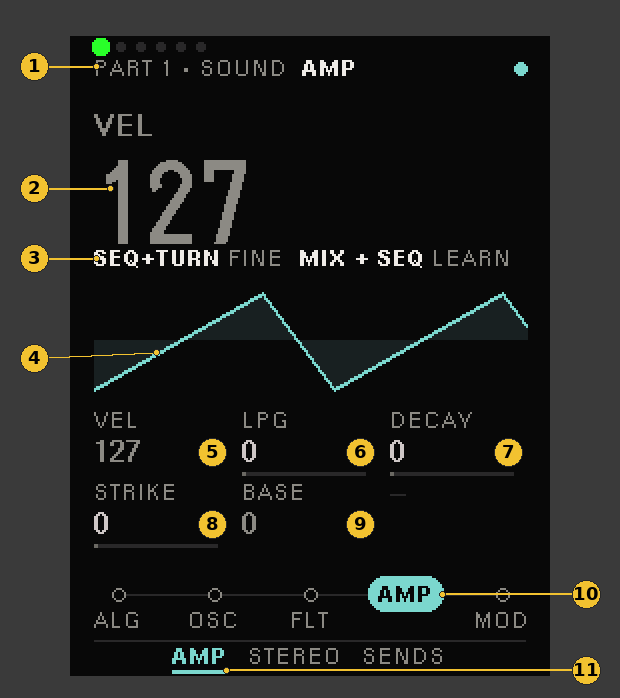 1 PART 1 · SOUND AMP
VEL
2 127
3 SEQ+TURN FINE MIX + SEQ LEARN
4
VEL LPG DECAY
127 5 0 6 0 7
STRIKE BASE —
0 8 0 9
AMP 10
ALG OSC FLT MOD
AMP STEREO SENDS 11